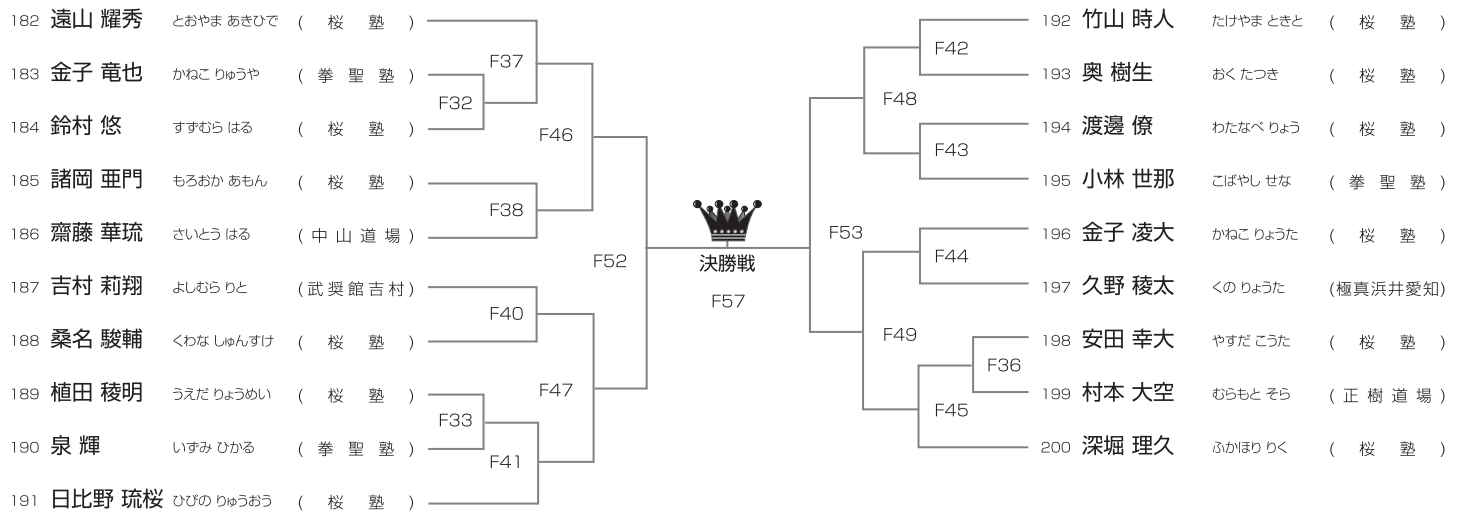 182 遠山 耀秀 とおやま あきひで ( 桜 塾 )
183 金子 竜也 かねこ りゅうや ( 拳 聖 塾 )
184 鈴村 悠 すずむら はる ( 桜 塾 )
185 諸岡 亜門 もろおか あもん ( 桜 塾 )
186 齋藤 華琉 さいとう はる ( 中 山 道 場 )
187 吉村 莉翔 よしむら りと ( 武奨館吉村 )
188 桑名 駿輔 くわな しゅんすけ ( 桜 塾 )
189 植田 稜明 うえだ りょうめい ( 桜 塾 )
190 泉 輝 いずみ ひかる ( 拳 聖 塾 )
191 日比野 琉桜 ひびの りゅうおう ( 桜 塾 )
F37
F32
F46
F38
F52
F40
F47
F33
F41
決勝戦
F57
F42
F48
F43
F53
F44
F49
F36
F45
192 竹山 時人 たけやま ときと ( 桜 塾 )
193 奥 樹生 おく たつき ( 桜 塾 )
194 渡邊 僚 わたなべ りょう ( 桜 塾 )
195 小林 世那 こばやし せな ( 拳 聖 塾 )
196 金子 凌大 かねこ りょうた ( 桜 塾 )
197 久野 稜太 くの りょうた (極真浜井愛知)
198 安田 幸大 やすだ こうた ( 桜 塾 )
199 村本 大空 むらもと そら ( 正 樹 道 場 )
200 深堀 理久 ふかほり りく ( 桜 塾 )